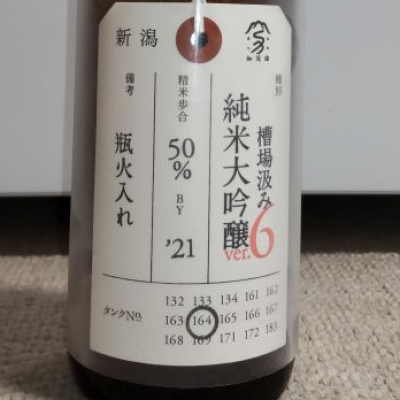 新潟
加茂錦
種別
槽場汲み
純米大吟醸
ver.6
精米歩合
50%
BY
'21
備考
瓶火入れ
タンクNo.
132 133 134 161 162
163 164 165 166 167
168 169 171 172 183